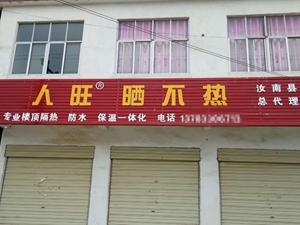 人旺® 晒不热
汝南县
总代理
专业楼顶隔热 防水 保温一体化 电话